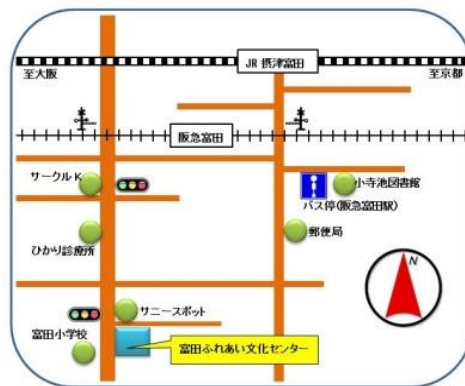 JR 摂津富田
至大阪
至京都
阪急富田
サークルK
小寺池図書館
バス停(阪急富田駅)
ひかり診療所
郵便局
N
サニースポット
富田小学校
富田ふれあい文化センター